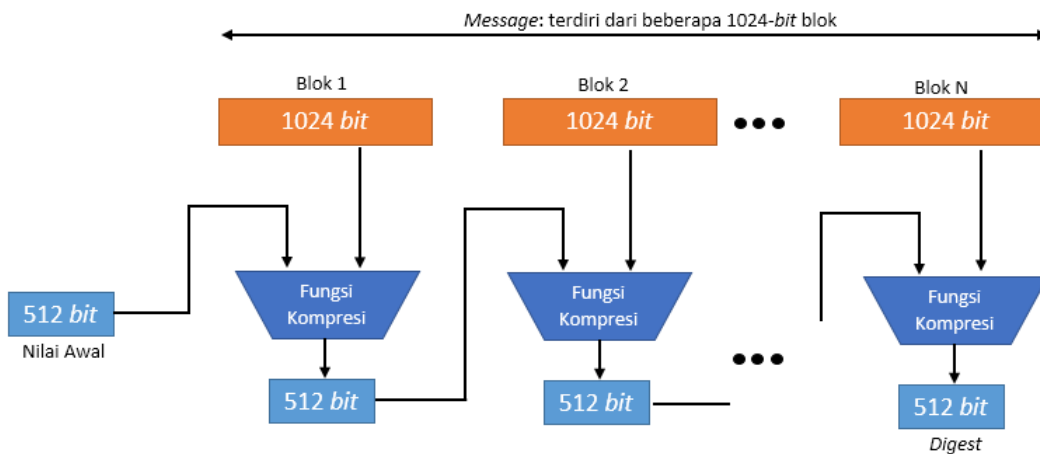 Message: terdiri dari beberapa 1024-bit blok
Blok 1
Blok 2
Blok N
1024 bit
1024 bit
1024 bit
Fungsi
Kompresi
Fungsi
Kompresi
Fungsi
Kompresi
512 bit
Nilai Awal
512 bit
512 bit
512 bit
Digest